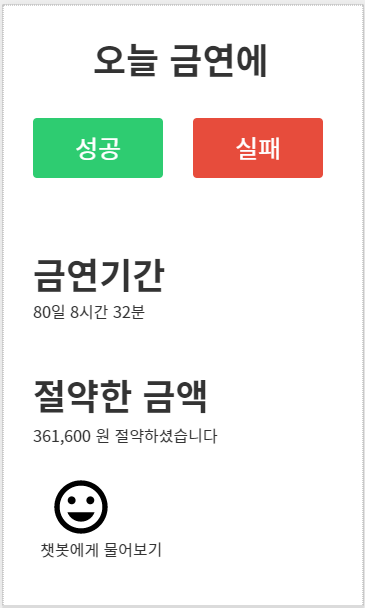 오늘 금연에
성공 실패
금연기간
80일 8시간 32분
절약한 금액
361,600 원 절약하셨습니다
챗봇에게 물어보기